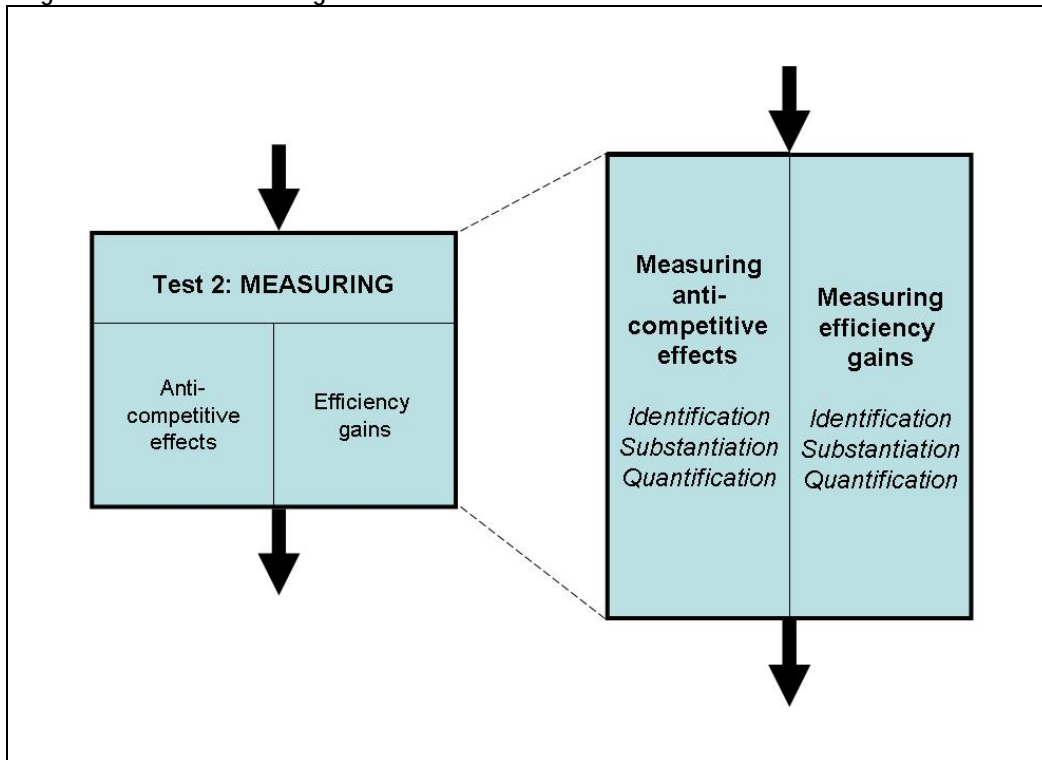 Test 2: MEASURING
Anti-
competitive
effects
Efficiency
gains
Measuring
anti-
competitive
effects
Identification
Substantiation
Quantification
Measuring
efficiency
gains
Identification
Substantiation
Quantification